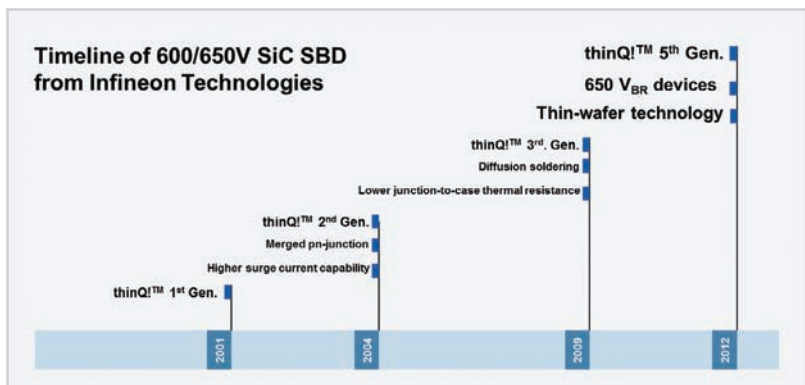 Timeline of 600/650V SiC SBD
from Infineon Technologies
thinQ!™ 5th Gen.
650 VBR devices
Thin-wafer technology
thinQ!™ 3rd. Gen.
Diffusion soldering
Lower junction-to-case thermal resistance
thinQ!™ 2nd Gen.
Merged pn-junction
Higher surge current capability
thinQ!™ 1st Gen.
2001
2004
2009
2012